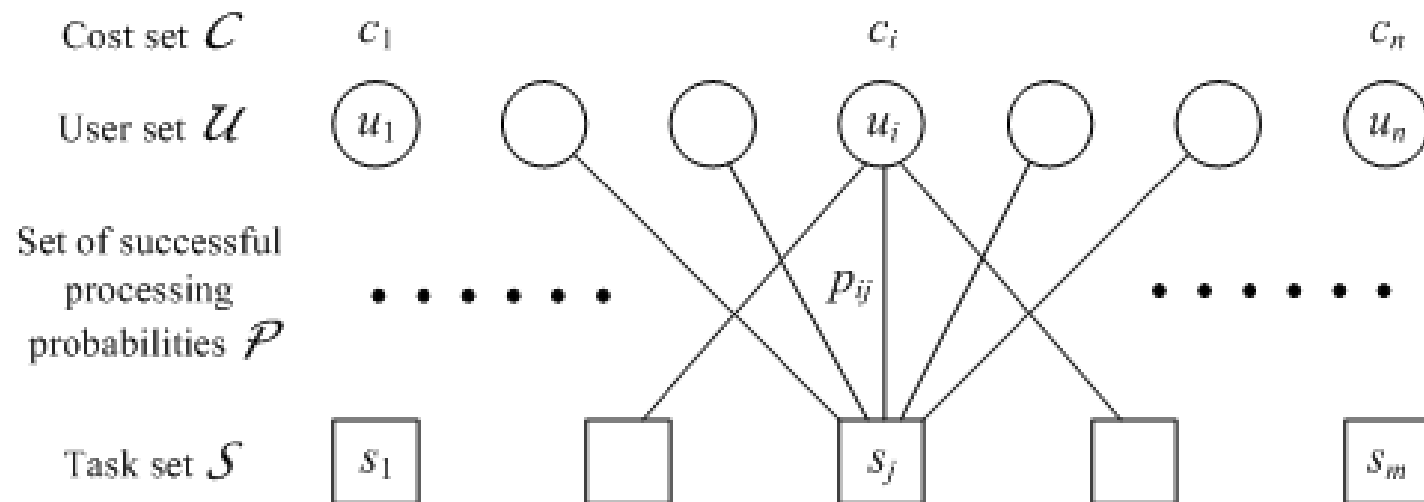 Cost set 𝒞 c₁ cᵢ cₙ
User set 𝒰 u₁ uᵢ uₙ
Set of successful
processing
probabilities 𝒫
pᵢⱼ
Task set 𝒮 s₁ sⱼ sₘ